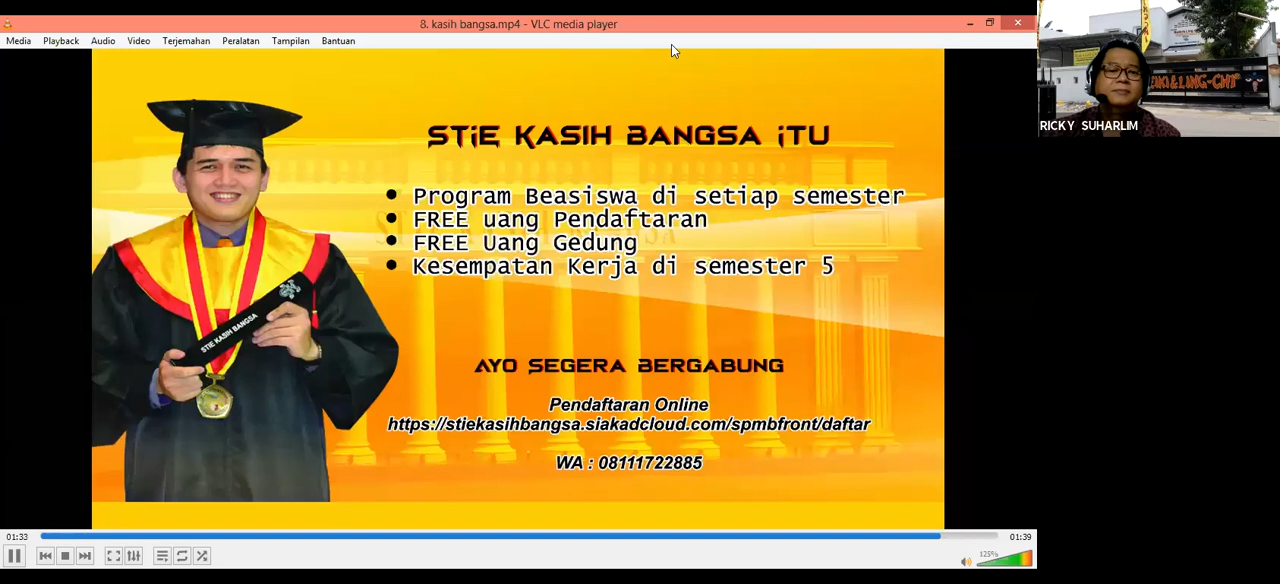 8. kasih bangsa.mp4 - VLC media player
Media Playback Audio Video Terjemahan Peralatan Tampilan Bantuan
RICKY SUHARLIM
STIE KASIH BANGSA ITU
• Program Beasiswa di setiap semester
• FREE uang Pendaftaran
• FREE Uang Gedung
• Kesempatan Kerja di semester 5
STIE KASIH BANGSA
AYO SEGERA BERGABUNG
Pendaftaran Online
https://stiekasihbangsa.siakadcloud.com/spmbfront/daftar
WA : 08111722885
01:33
01:39
125%